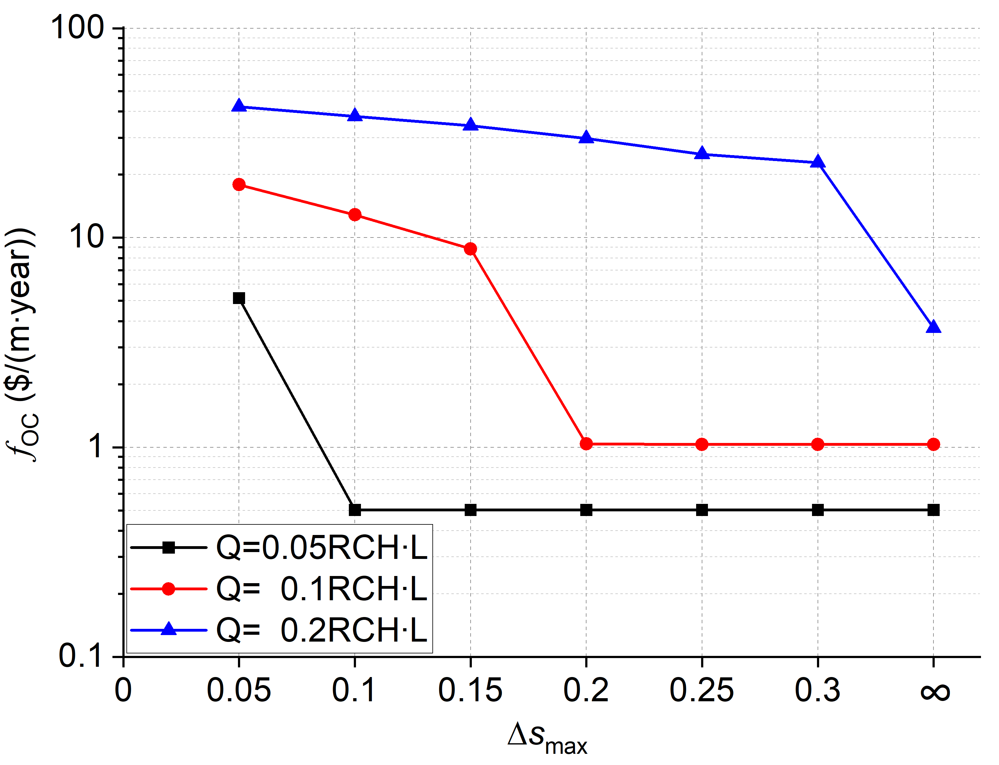 100
10
1
0.1
f_OC ($/(m·year))
Q=0.05RCH·L
Q= 0.1RCH·L
Q= 0.2RCH·L
0 0.05 0.1 0.15 0.2 0.25 0.3 ∞
Δs_max